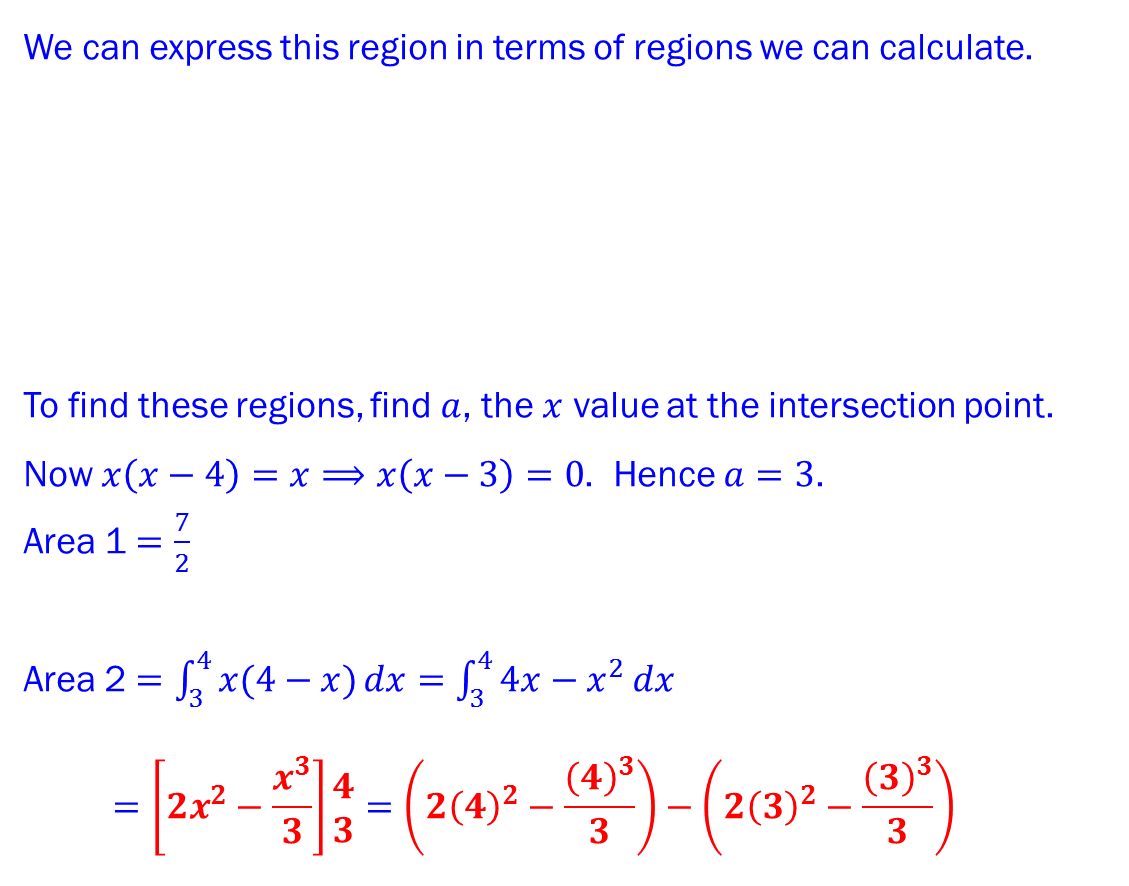 We can express this region in terms of regions we can calculate.
To find these regions, find a, the x value at the intersection point.
Now x(x − 4) = x ⟹ x(x − 3) = 0. Hence a = 3.
Area 1 = 7/2
Area 2 = ∫₃⁴ x(4 − x) dx = ∫₃⁴ 4x − x² dx
= [2x² − x³/3] 4 3 = (2(4)² − (4)³/3) − (2(3)² − (3)³/3)